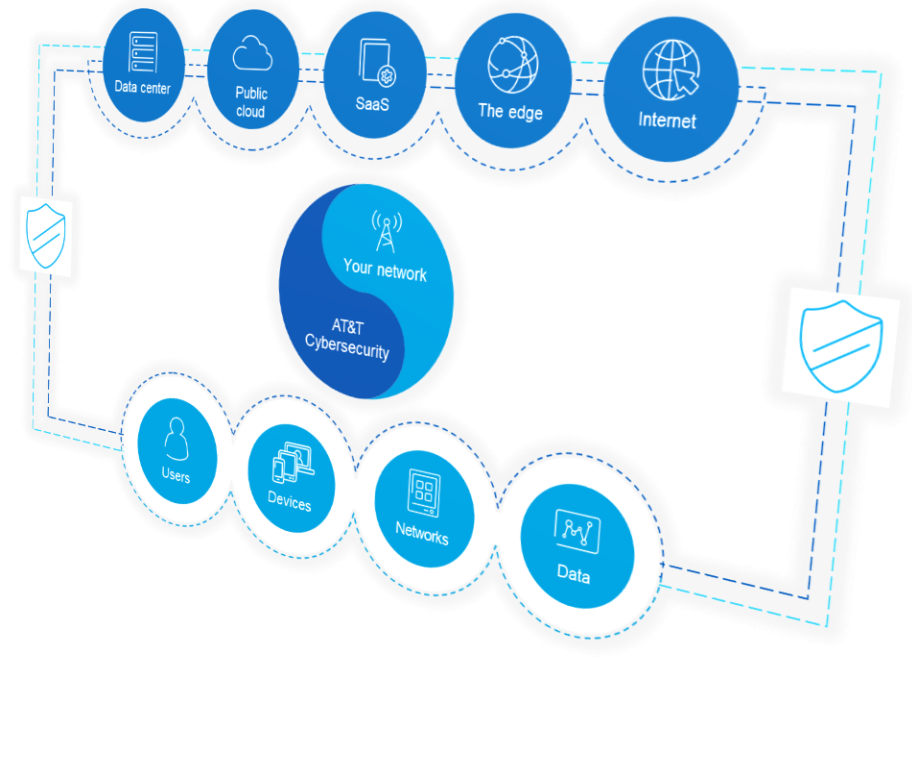 Data center
Public
cloud
SaaS
The edge
Internet
Your network
AT&T
Cybersecurity
Users
Devices
Networks
Data